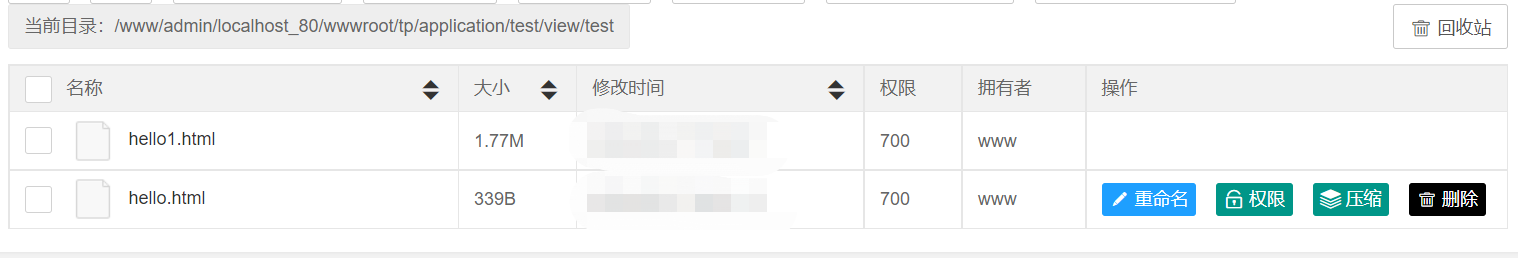 当前目录：/www/admin/localhost_80/wwwroot/tp/application/test/view/test
回收站
名称 大小 修改时间 权限 拥有者 操作
hello1.html 1.77M 700 www
hello.html 339B 700 www 重命名 权限 压缩 删除